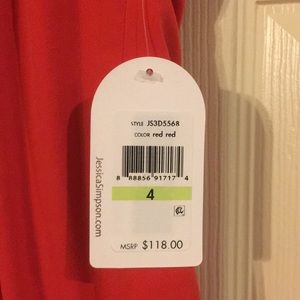 STYLE JS3D5568
COLOR red red
8 88856 91717 4
4
MSRP $118.00
JessicaSimpson.com